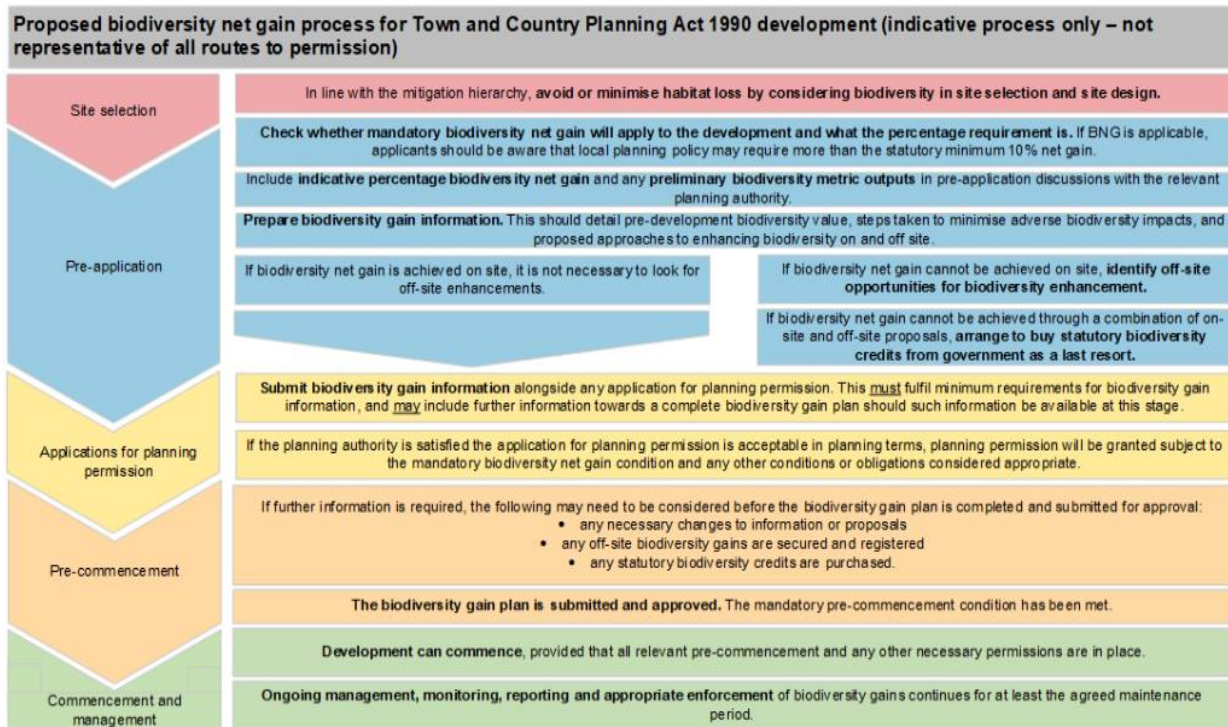 Proposed biodiversity net gain process for Town and Country Planning Act 1990 development (indicative process only – not
representative of all routes to permission)
Site selection
In line with the mitigation hierarchy, avoid or minimise habitat loss by considering biodiversity in site selection and site design.
Pre-application
Check whether mandatory biodiversity net gain will apply to the development and what the percentage requirement is. If BNG is applicable,
applicants should be aware that local planning policy may require more than the statutory minimum 10% net gain.
Include indicative percentage biodiversity net gain and any preliminary biodiversity metric outputs in pre-application discussions with the relevant
planning authority.
Prepare biodiversity gain information. This should detail pre-development biodiversity value, steps taken to minimise adverse biodiversity impacts, and
proposed approaches to enhancing biodiversity on and off site.
If biodiversity net gain is achieved on site, it is not necessary to look for
off-site enhancements.
If biodiversity net gain cannot be achieved on site, identify off-site
opportunities for biodiversity enhancement.
If biodiversity net gain cannot be achieved through a combination of on-
site and off-site proposals, arrange to buy statutory biodiversity
credits from government as a last resort.
Applications for planning
permission
Submit biodiversity gain information alongside any application for planning permission. This must fulfil minimum requirements for biodiversity gain
information, and may include further information towards a complete biodiversity gain plan should such information be available at this stage.
If the planning authority is satisfied the application for planning permission is acceptable in planning terms, planning permission will be granted subject to
the mandatory biodiversity net gain condition and any other conditions or obligations considered appropriate.
Pre-commencement
If further information is required, the following may need to be considered before the biodiversity gain plan is completed and submitted for approval:
• any necessary changes to information or proposals
• any off-site biodiversity gains are secured and registered
• any statutory biodiversity credits are purchased.
The biodiversity gain plan is submitted and approved. The mandatory pre-commencement condition has been met.
Commencement and
management
Development can commence, provided that all relevant pre-commencement and any other necessary permissions are in place.
Ongoing management, monitoring, reporting and appropriate enforcement of biodiversity gains continues for at least the agreed maintenance
period.